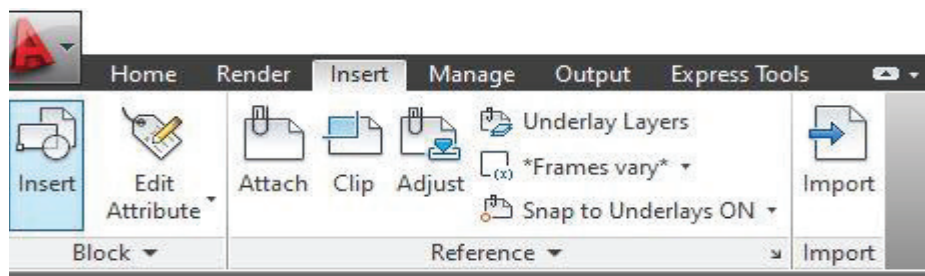 Home Render Insert Manage Output Express Tools
Insert
Edit
Attribute
Attach
Clip
Adjust
Underlay Layers
(x) *Frames vary*
Snap to Underlays ON
Import
Block
Reference
Import